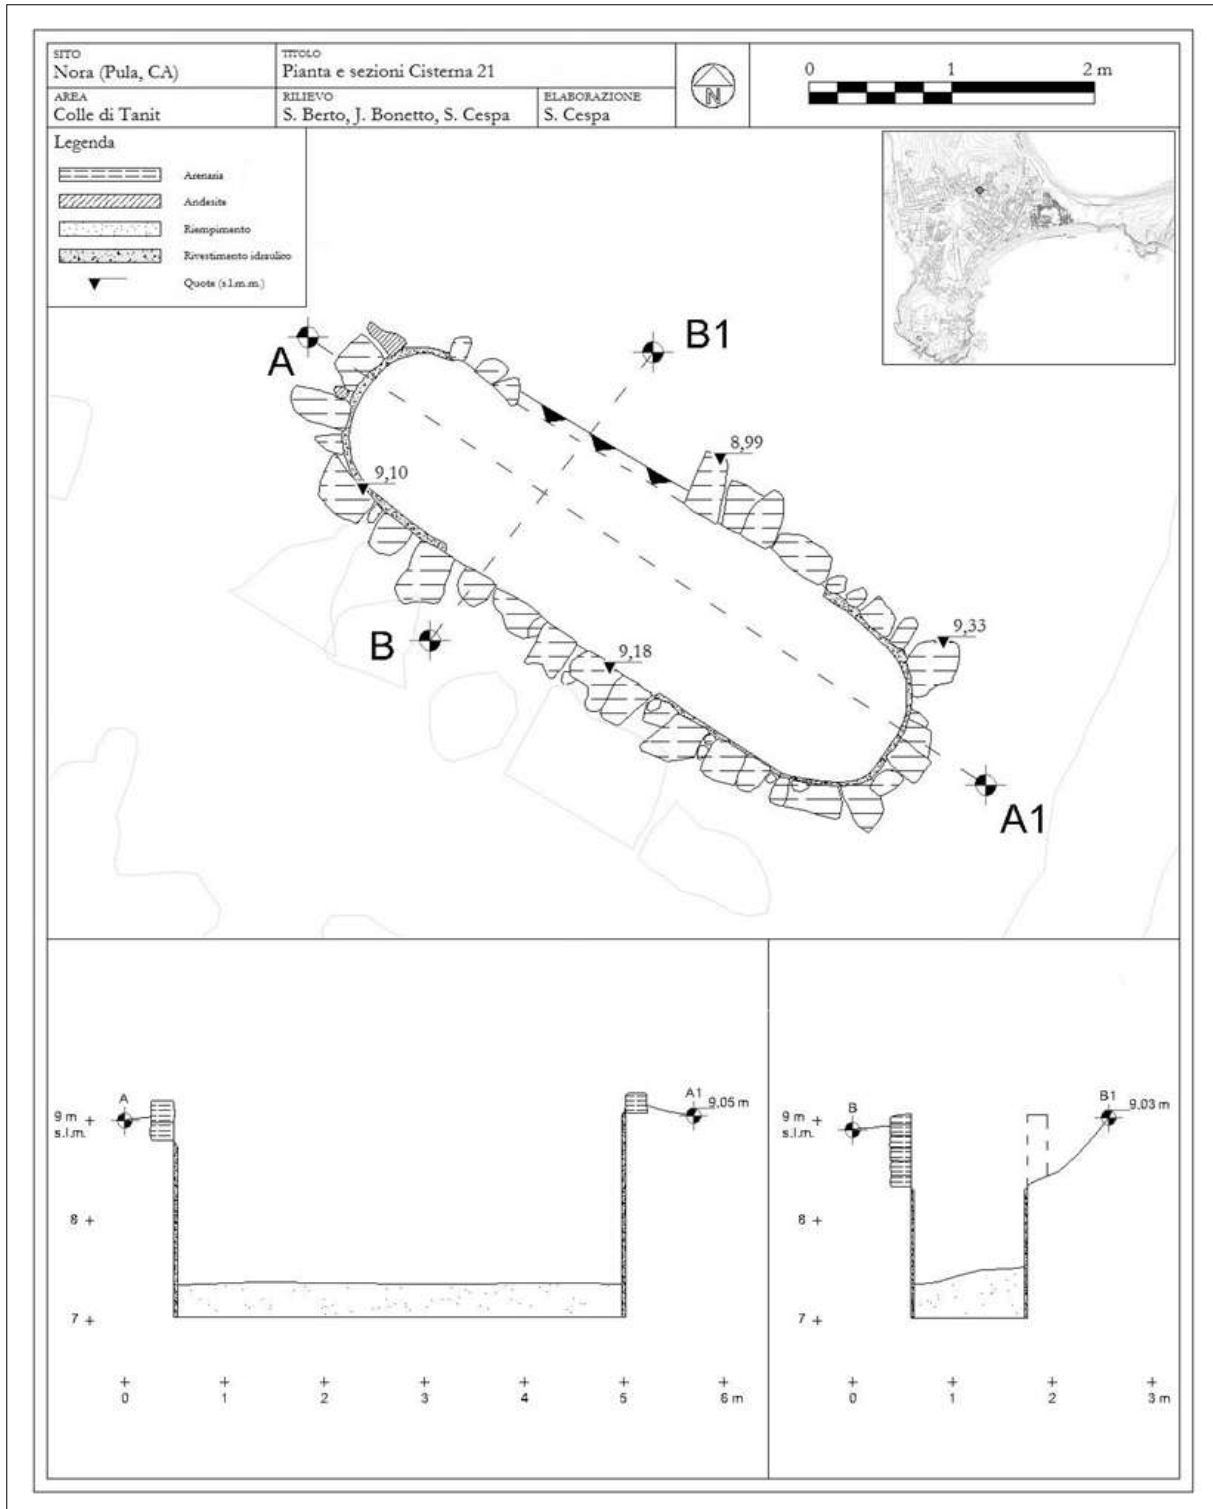 SITO
Nora (Pula, CA)
TITOLO
Pianta e sezioni Cisterna 21
AREA
Colle di Tanit
RILIEVO
S. Berto, J. Bonetto, S. Cespa
ELABORAZIONE
S. Cespa
N
0 1 2 m
Legenda
Arenaria
Andesite
Riempimento
Rivestimento idraulico
Quote (s.l.m.m.)
A
B1
8,99
9,10
B
9,18
9,33
A1
A
9 m
s.l.m.
A1
9,05 m
8
7
0 1 2 3 4 5 6 m
B
9 m
s.l.m.
B1
9,03 m
8
7
0 1 2 3 m